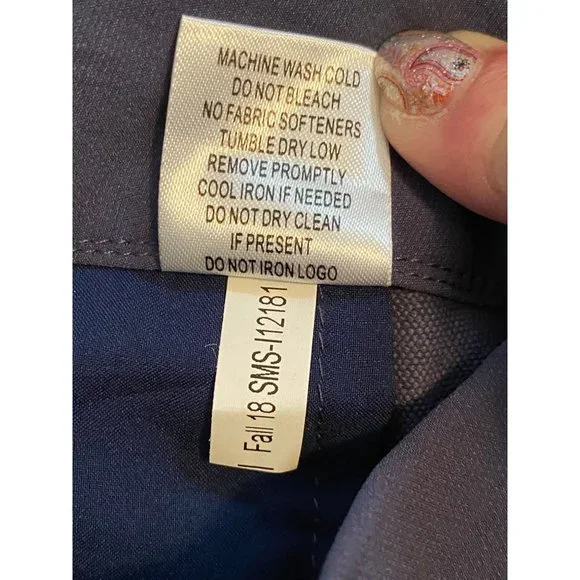 MACHINE WASH COLD
DO NOT BLEACH
NO FABRIC SOFTENERS
TUMBLE DRY LOW
REMOVE PROMPTLY
COOL IRON IF NEEDED
DO NOT DRY CLEAN
IF PRESENT
DO NOT IRON LOGO
Fall 18 SMS-I12181